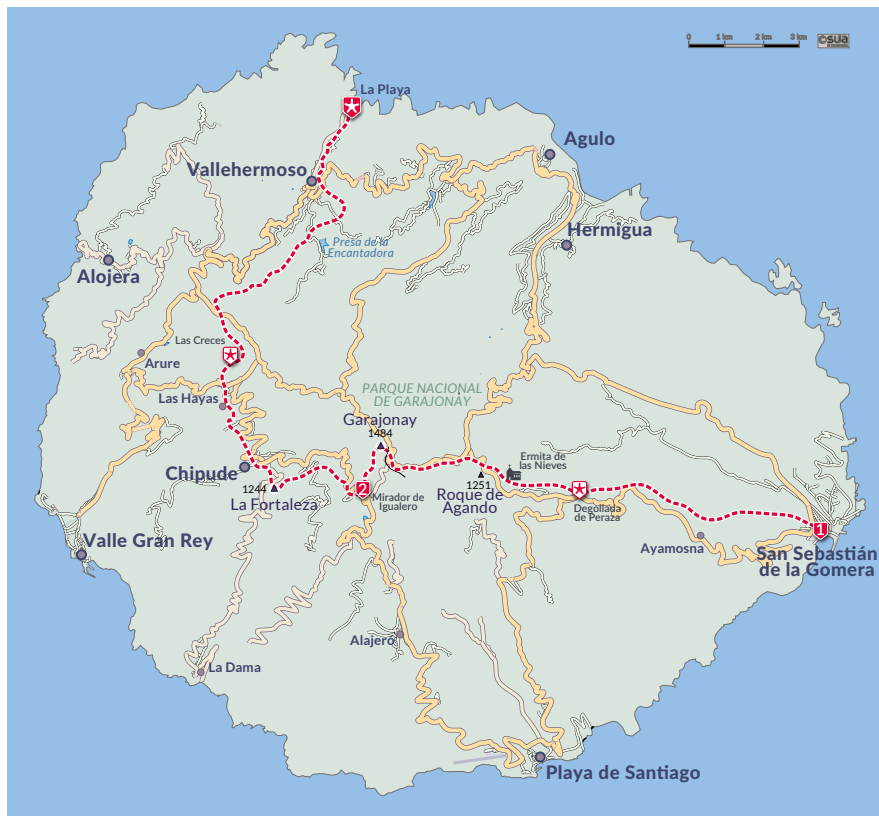 0 1 km 2 km 3 km
©sua
La Playa
Agulo
Vallehermoso
Hermigua
Presa de la
Encantadora
Alojera
Las Creces
Arure
PARQUE NACIONAL
DE GARAJONAY
Las Hayas
Garajonay
1484
Ermita de
las Nieves
Chipude
1244
La Fortaleza
2
Mirador de
Igualero
1251
Roque de
Agando
Degollada
de Peraza
1
Valle Gran Rey
Ayamosna
San Sebastián
de la Gomera
Alajeró
La Dama
Playa de Santiago